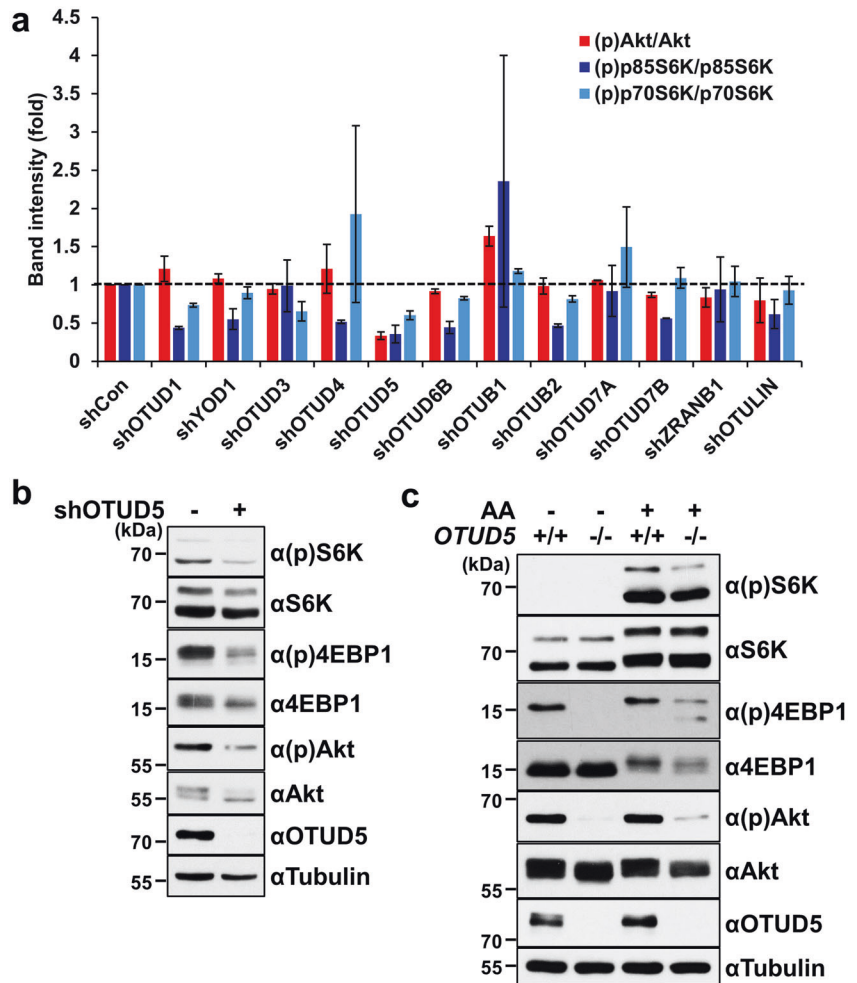 a
Band intensity (fold)
4.5
4
3.5
3
2.5
2
1.5
1
0.5
0
(p)Akt/Akt
(p)p85S6K/p85S6K
(p)p70S6K/p70S6K
shCon
shOTUD1
shYOD1
shOTUD3
shOTUD4
shOTUD5
shOTUD6B
shOTUB1
shOTUB2
shOTUD7A
shOTUD7B
shZRANB1
shOTULIN
b
shOTUD5 - +
(kDa)
70 α(p)S6K
70 αS6K
15 α(p)4EBP1
15 α4EBP1
55 α(p)Akt
55 αAkt
70 αOTUD5
55 αTubulin
c
AA - - + +
OTUD5 +/+ -/- +/+ -/-
(kDa)
70 α(p)S6K
70 αS6K
15 α(p)4EBP1
15 α4EBP1
70 α(p)Akt
55 αAkt
70 αOTUD5
55 αTubulin